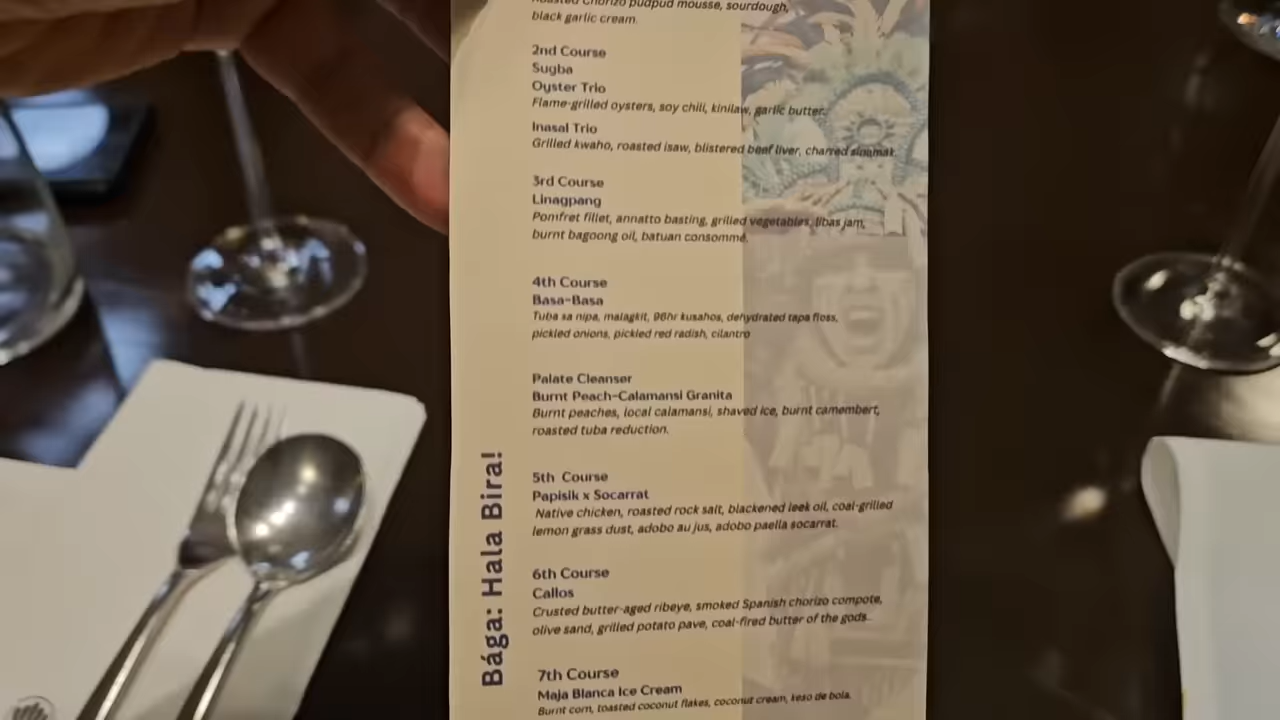 Roasted Chorizo pudpud mousse, sourdough,
black garlic cream.
2nd Course
Sugba
Oyster Trio
Flame-grilled oysters, soy chili, kinilaw, garlic butter.
Inasal Trio
Grilled kwaho, roasted isaw, blistered beef liver, charred sinamak.
3rd Course
Linagpang
Pomfret fillet, annatto basting, grilled vegetables, libas jam,
burnt bagoong oil, batuan consommé.
4th Course
Basa-Basa
Tuba sa nipa, malagkit, 96hr kusahos, dehydrated tapa floss,
pickled onions, pickled red radish, cilantro
Palate Cleanser
Burnt Peach-Calamansi Granita
Burnt peaches, local calamansi, shaved ice, burnt camembert,
roasted tuba reduction.
5th Course
Papisik x Socarrat
Native chicken, roasted rock salt, blackened leek oil, coal-grilled
lemon grass dust, adobo au jus, adobo paella socarrat.
6th Course
Callos
Crusted butter-aged ribeye, smoked Spanish chorizo compote,
olive sand, grilled potato pave, coal-fired butter of the gods.
7th Course
Maja Blanca Ice Cream
Burnt corn, toasted coconut flakes, coconut cream, keso de bola.
Bága: Hala Bira!